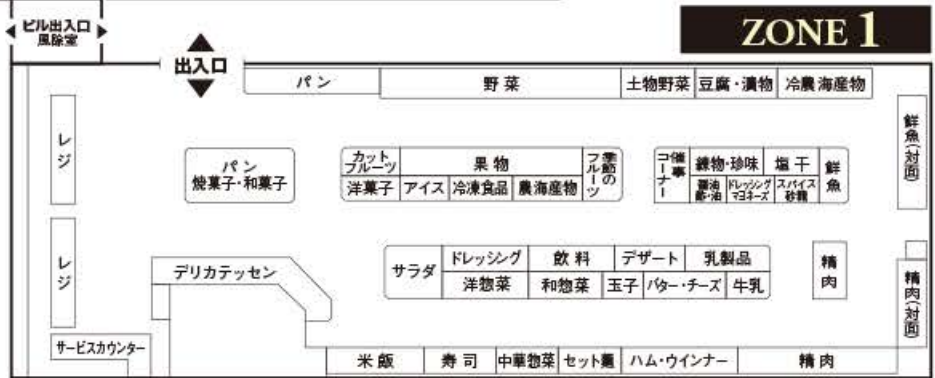 ビル出入口
風除室
ZONE 1
出入口
パン
野菜
土物野菜
豆腐・漬物
冷農海産物
レジ
パン
焼菓子・和菓子
カット
フルーツ
果物
季節の
フルーツ
洋菓子
アイス
冷凍食品
農海産物
催事
コーナー
練物・珍味
塩干
鮮魚
醤油
酢・油
ドレッシング
マヨネーズ
スパイス
砂糖
鮮魚(対面)
レジ
デリカテッセン
サラダ
ドレッシング
飲料
デザート
乳製品
洋惣菜
和惣菜
玉子
バター・チーズ
牛乳
精肉
精肉(対面)
サービスカウンター
米飯
寿司
中華惣菜
セット麺
ハム・ウインナー
精肉